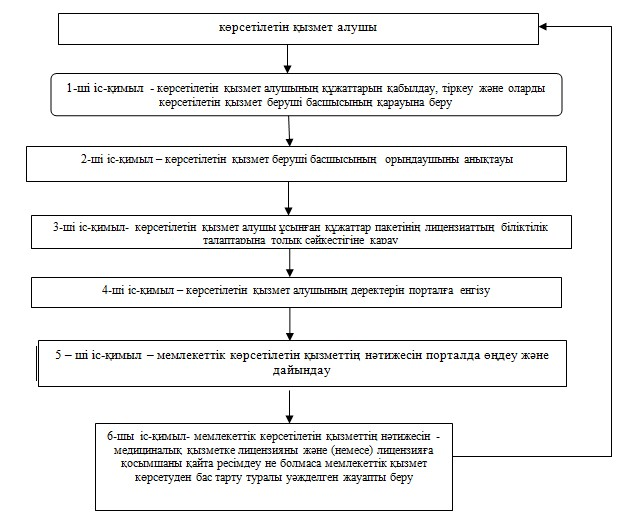 көрсетілетін қызмет алушы
1-ші іс-қимыл - көрсетілетін қызмет алушының құжаттарын қабылдау, тіркеу және оларды
көрсетілетін қызмет беруші басшысының қарауына беру
2-ші іс-қимыл – көрсетілетін қызмет беруші басшысының орындаушыны анықтауы
3-ші іс-қимыл- көрсетілетін қызмет алушы ұсынған құжаттар пакетінің лицензиаттың біліктілік
талаптарына толық сәйкестігіне қарау
4-ші іс-қимыл – көрсетілетін қызмет алушының деректерін порталға енгізу
5 – ші іс-қимыл – мемлекеттік көрсетілетін қызметтің нәтижесін порталда өңдеу және
дайындау
6-шы іс-қимыл- мемлекеттік көрсетілетін қызметтің нәтижесін -
медициналық қызметке лицензияны және (немесе) лицензияға
қосымшаны қайта ресімдеу не болмаса мемлекеттік қызмет
көрсетуден бас тарту туралы уәжделген жауапты беру